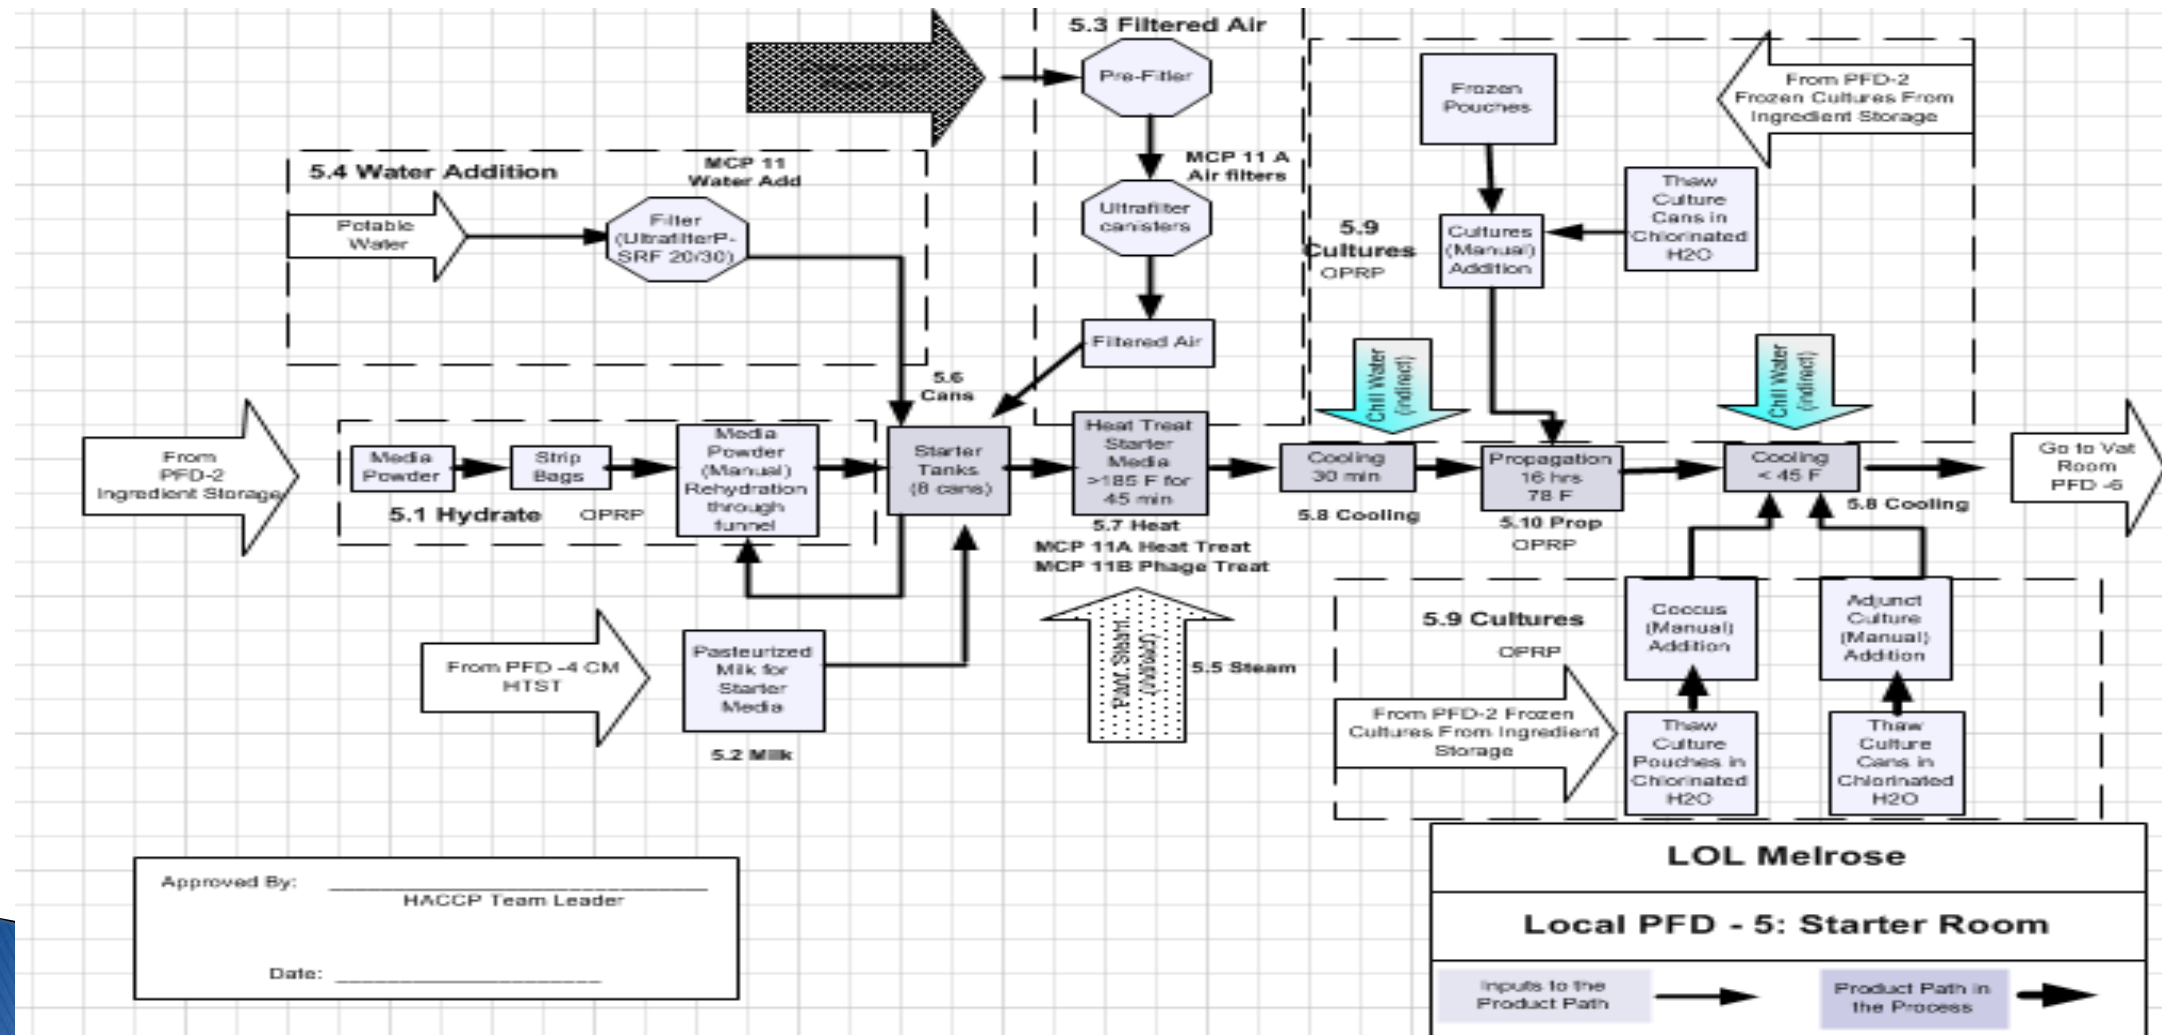 5.3 Filtered Air
Pre-Fitler
MCP 11 A
Air filters
Ultrafilter
canisters
Filtered Air
5.4 Water Addition
MCP 11
Water Add
Potable
Water
Filter
(UltrafilterP-
SRF 20/30)
Frozen
Pouches
From PFD-2
Frozen Cultures From
Ingredient Storage
Thaw
Culture
Cans in
Chlorinated
H2O
5.9
Cultures
OPRP
Cultures
(Manual)
Addition
Chill Water
(indirect)
Chill Water
(indirect)
5.6
Cans
From
PFD-2
Ingredient Storage
Media
Powder
Strip
Bags
Media
Powder
(Manual)
Rehydration
through
funnel
5.1 Hydrate
OPRP
Starter
Tanks
(8 cans)
Heat Treat
Starter
Media
>185 F for
45 min
5.7 Heat
MCP 11A Heat Treat
MCP 11B Phage Treat
Cooling
30 min
5.8 Cooling
Propagation
16 hrs
78 F
5.10 Prop
OPRP
Cooling
< 45 F
5.8 Cooling
Go to Vat
Room
PFD -6
From PFD -4 CM
HTST
Pasteurized
Milk for
Starter
Media
5.2 Milk
Plant Steam
(indirect)
5.5 Steam
5.9 Cultures
OPRP
From PFD-2 Frozen
Cultures From Ingredient
Storage
Coccus
(Manual)
Addition
Adjunct
Culture
(Manual)
Addition
Thaw
Culture
Pouches in
Chlorinated
H2O
Thaw
Culture
Cans in
Chlorinated
H2O
Approved By:
HACCP Team Leader
Date:
LOL Melrose
Local PFD - 5: Starter Room
Inputs to the
Product Path
Product Path in
the Process